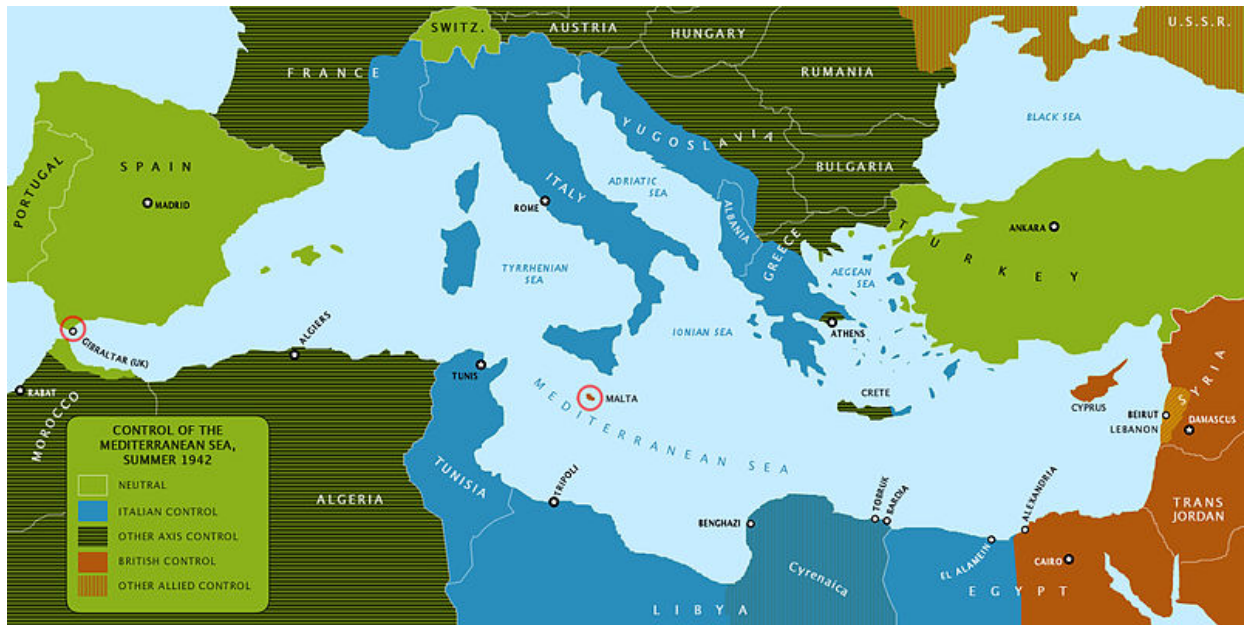 SWITZ.
AUSTRIA
HUNGARY
U.S.S.R.
FRANCE
RUMANIA
YUGOSLAVIA
BLACK SEA
PORTUGAL
SPAIN
BULGARIA
MADRID
ITALY
ROME
ADRIATIC
SEA
ALBANIA
GREECE
TURKEY
ANKARA
TYRRHENIAN
SEA
AEGEAN
SEA
IONIAN SEA
ATHENS
GIBRALTAR (UK)
ALGIERS
TUNIS
RABAT
MOROCCO
MALTA
MEDITERRANEAN SEA
CRETE
CYPRUS
SYRIA
BEIRUT
LEBANON
DAMASCUS
CONTROL OF THE
MEDITERRANEAN SEA,
SUMMER 1942
NEUTRAL
ITALIAN CONTROL
OTHER AXIS CONTROL
BRITISH CONTROL
OTHER ALLIED CONTROL
ALGERIA
TUNISIA
TRIPOLI
BENGHAZI
TOBRUK
BARDIA
ALEXANDRIA
TRANS
JORDAN
Cyrenaica
EL ALAMEIN
CAIRO
LIBYA
EGYPT